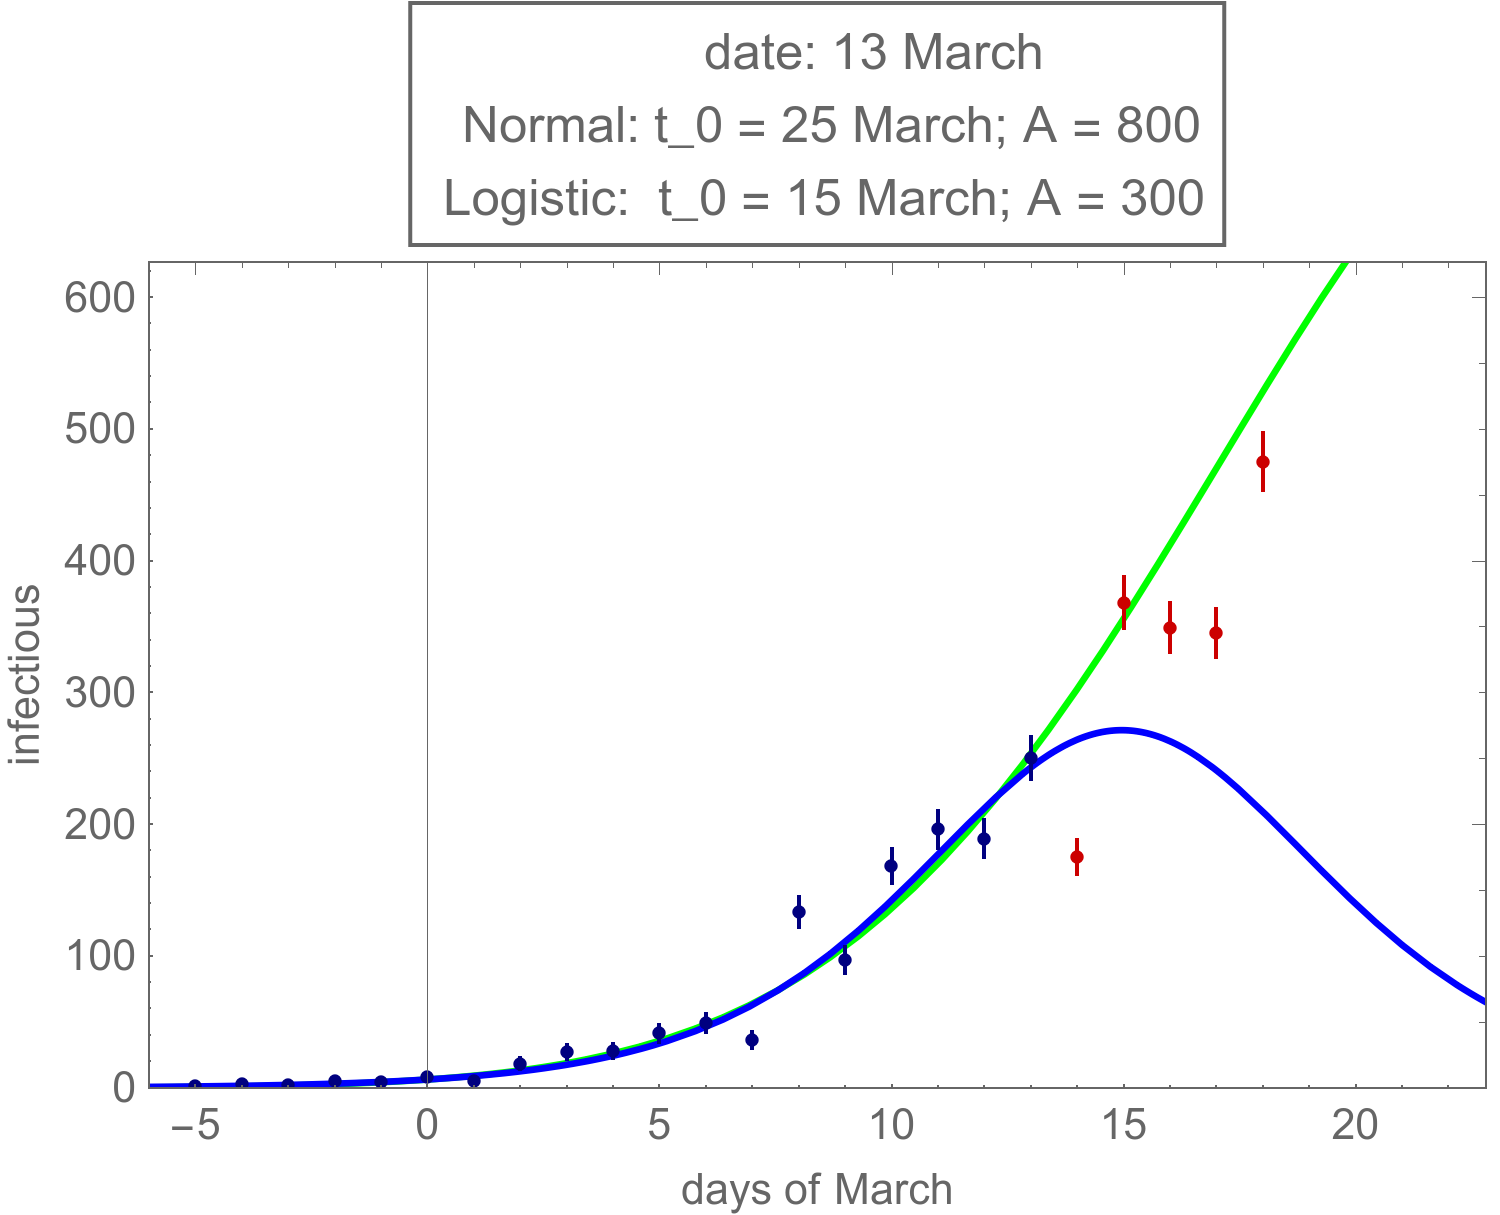 date: 13 March
Normal: t_0 = 25 March; A = 800
Logistic: t_0 = 15 March; A = 300
600
500
400
300
200
100
0
infectious
−5 0 5 10 15 20
days of March